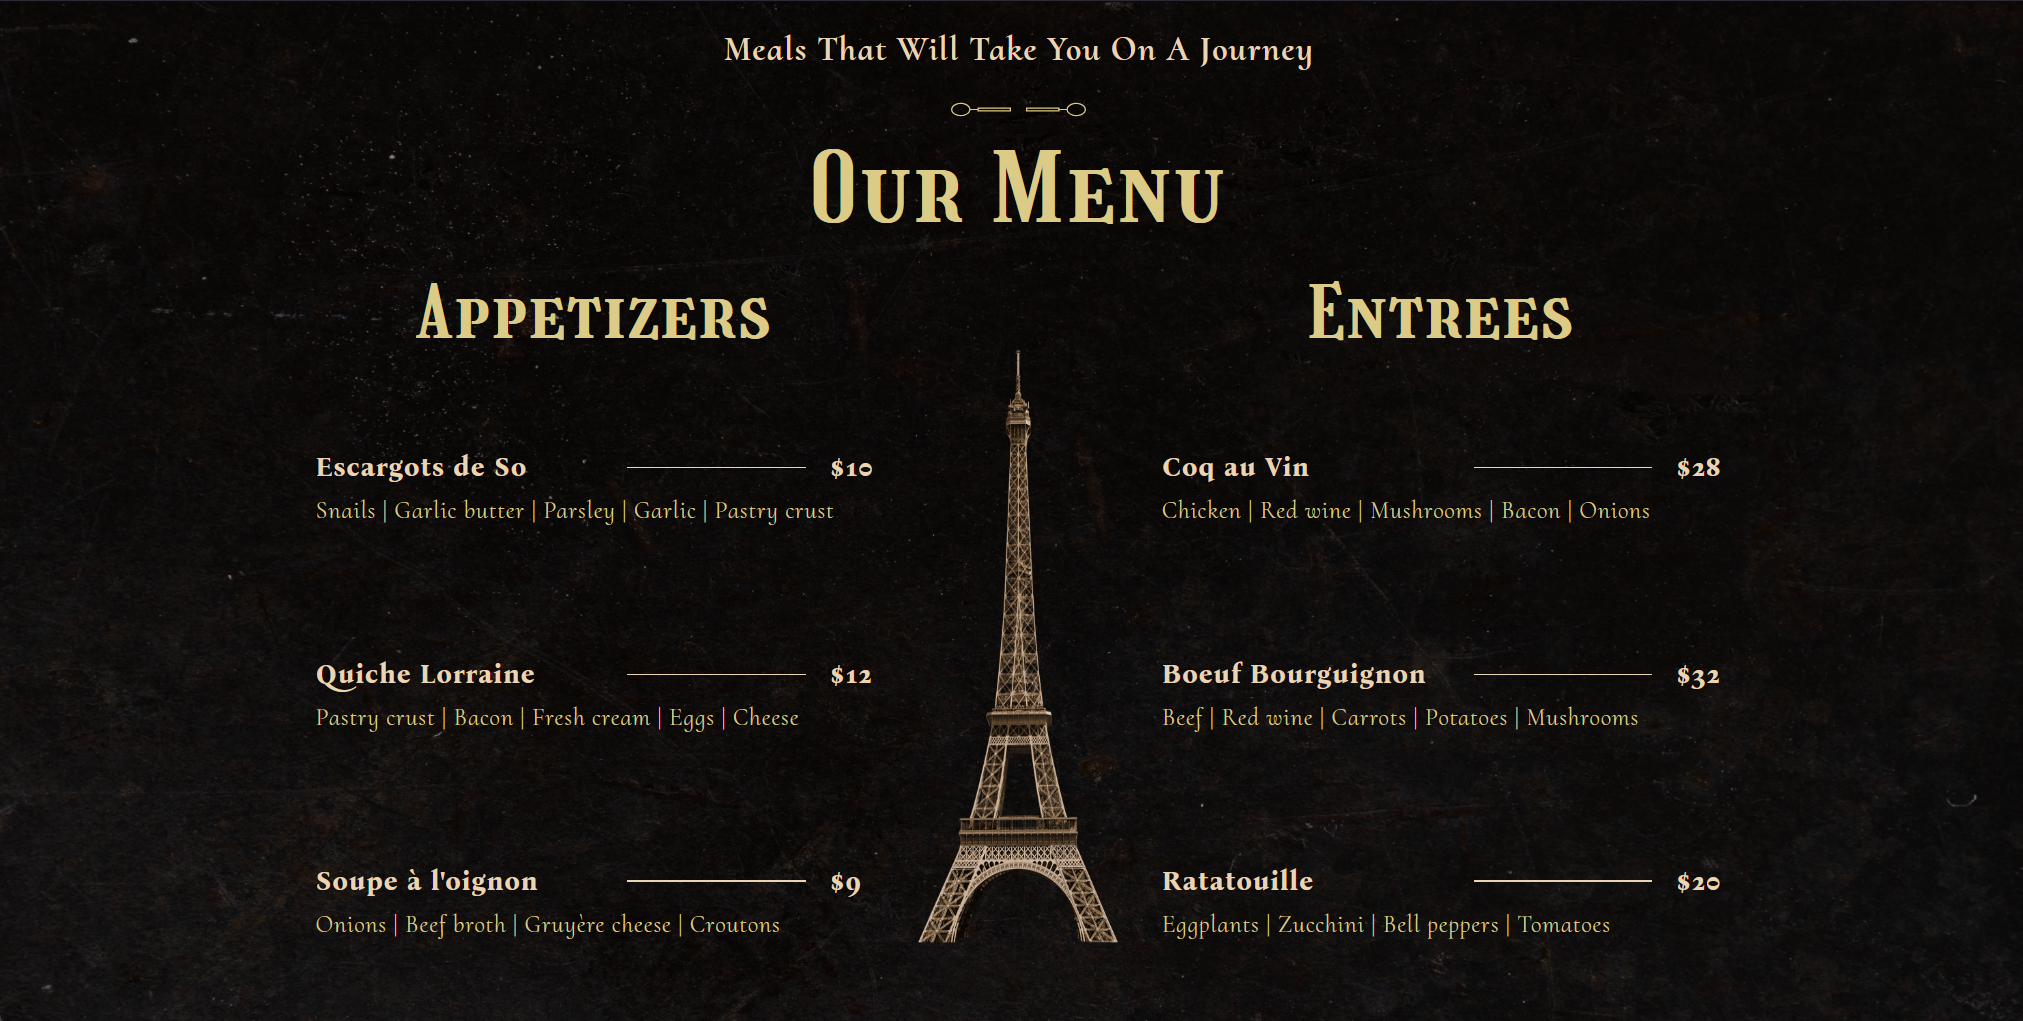 Meals That Will Take You On A Journey
Our Menu
Appetizers
Escargots de So $10
Snails | Garlic butter | Parsley | Garlic | Pastry crust
Quiche Lorraine $12
Pastry crust | Bacon | Fresh cream | Eggs | Cheese
Soupe à l'oignon $9
Onions | Beef broth | Gruyère cheese | Croutons
Entrees
Coq au Vin $28
Chicken | Red wine | Mushrooms | Bacon | Onions
Boeuf Bourguignon $32
Beef | Red wine | Carrots | Potatoes | Mushrooms
Ratatouille $20
Eggplants | Zucchini | Bell peppers | Tomatoes